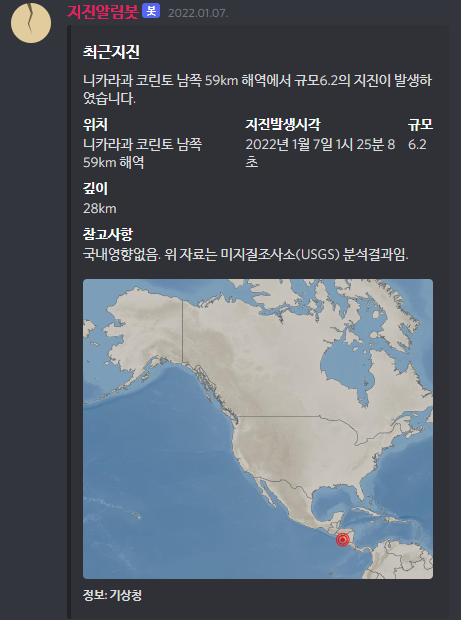 지진알림봇 봇 2022.01.07.
최근지진
니카라과 코린토 남쪽 59km 해역에서 규모6.2의 지진이 발생하
였습니다.
위치 지진발생시각 규모
니카라과 코린토 남쪽 2022년 1월 7일 1시 25분 8 6.2
59km 해역 초
깊이
28km
참고사항
국내영향없음. 위 자료는 미지질조사소(USGS) 분석결과임.
정보: 기상청